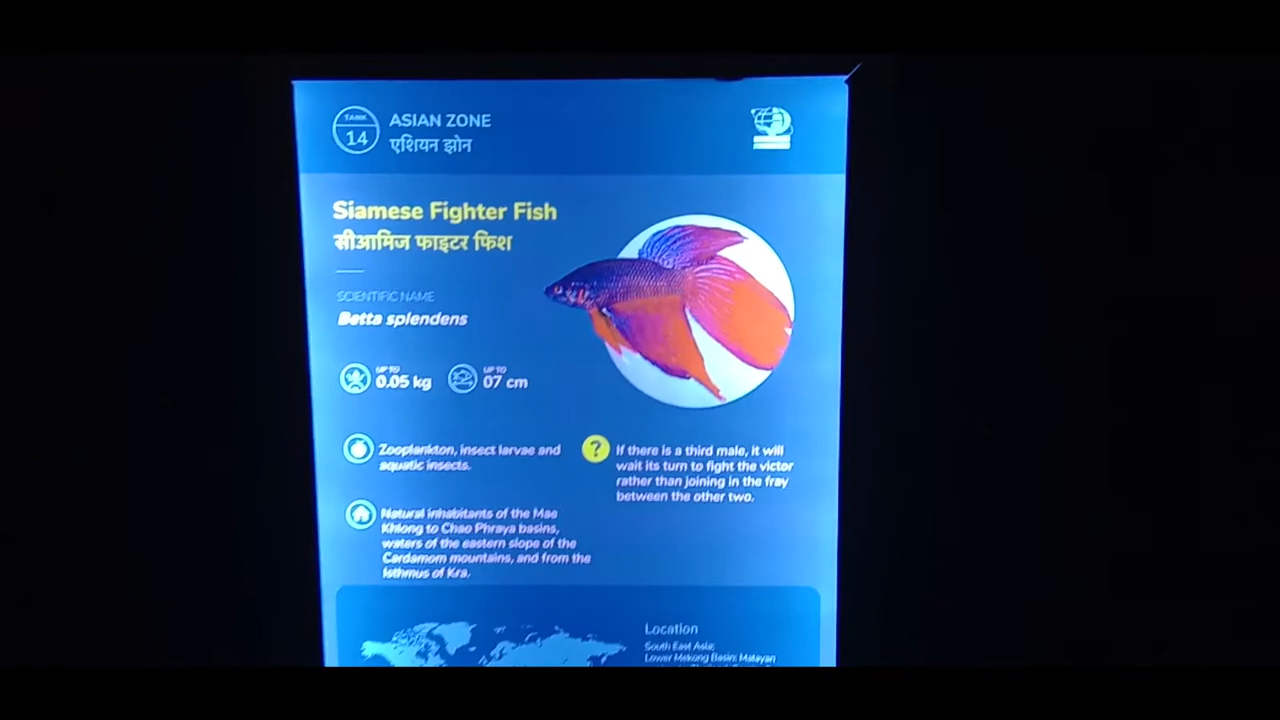 TANK
14
ASIAN ZONE
एशियन झोन
Siamese Fighter Fish
सीआमिज फाइटर फिश
SCIENTIFIC NAME
Betta splendens
UP TO
0.05 kg
UP TO
07 cm
Zooplankton, insect larvae and
aquatic insects.
?
If there is a third male, it will
wait its turn to fight the victor
rather than joining in the fray
between the other two.
Natural inhabitants of the Mae
Khlong to Chao Phraya basins,
waters of the eastern slope of the
Cardamom mountains, and from the
Isthmus of Kra.
Location
South East Asia:
Lower Mekong Basin: Malayan